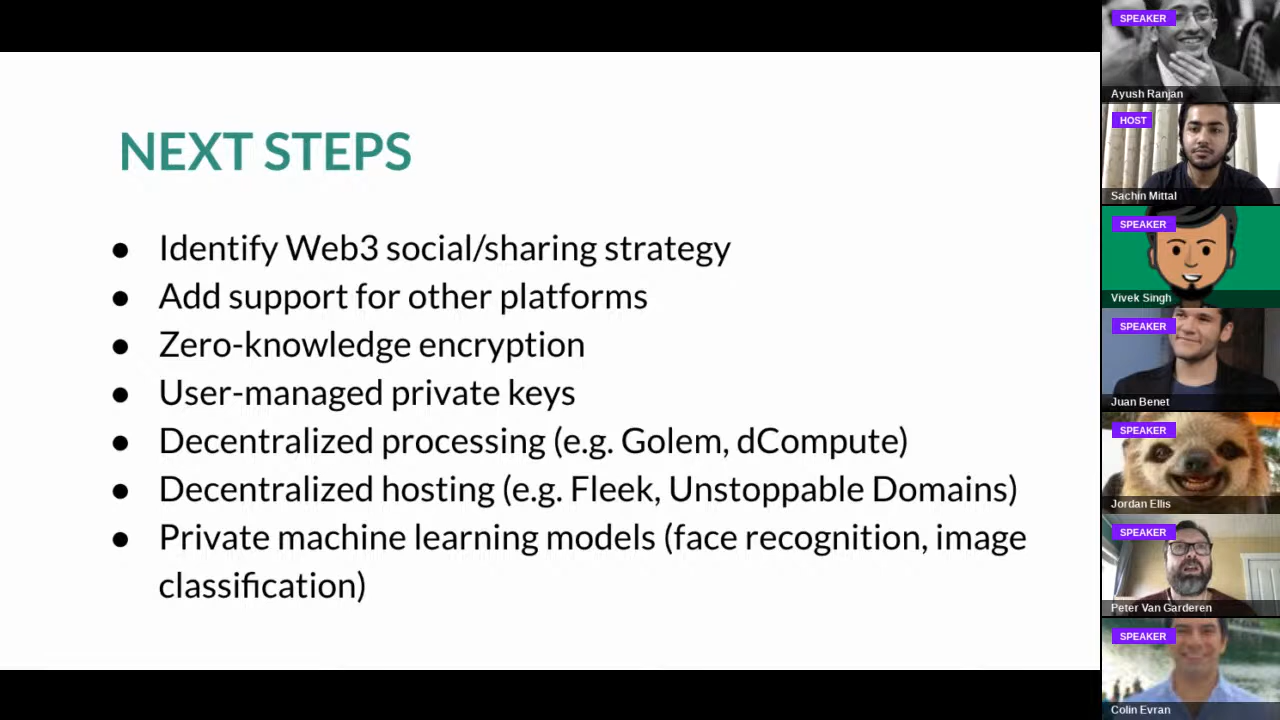 NEXT STEPS
● Identify Web3 social/sharing strategy
● Add support for other platforms
● Zero-knowledge encryption
● User-managed private keys
● Decentralized processing (e.g. Golem, dCompute)
● Decentralized hosting (e.g. Fleek, Unstoppable Domains)
● Private machine learning models (face recognition, image
classification)
SPEAKER
Ayush Ranjan
HOST
Sachin Mittal
SPEAKER
Vivek Singh
SPEAKER
Juan Benet
SPEAKER
Jordan Ellis
SPEAKER
Peter Van Garderen
SPEAKER
Colin Evran